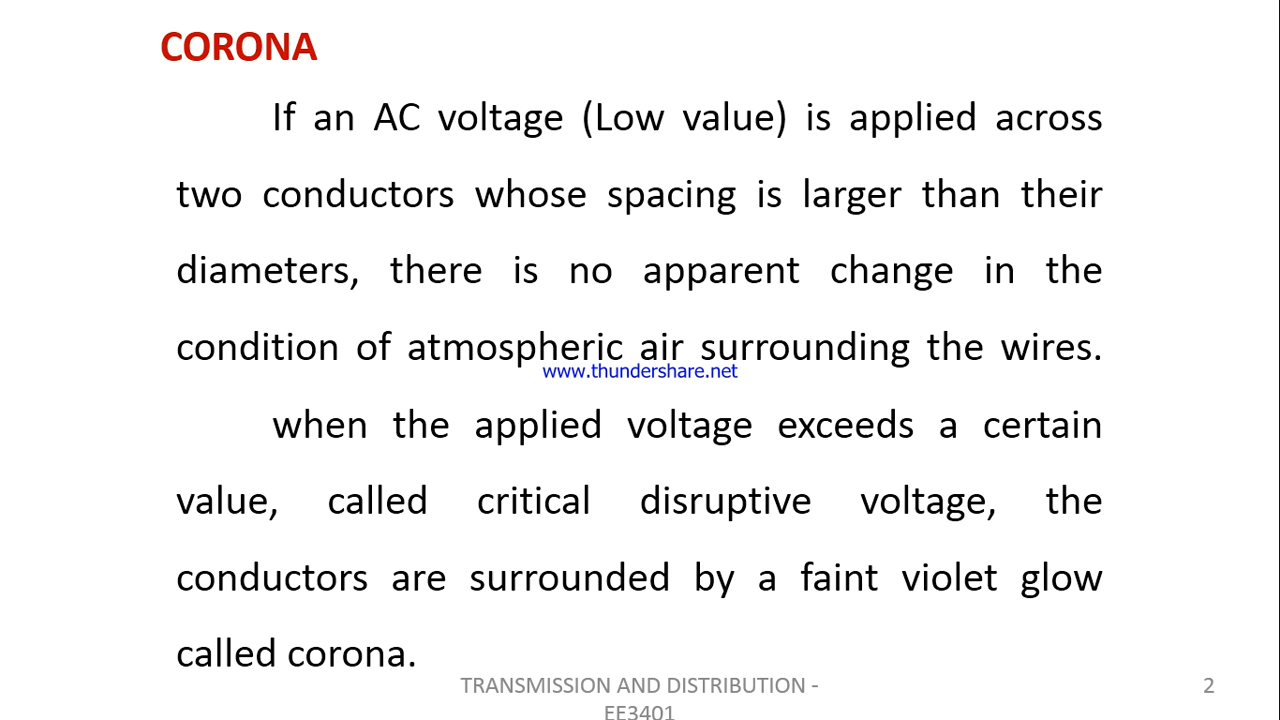 CORONA
If an AC voltage (Low value) is applied across
two conductors whose spacing is larger than their
diameters, there is no apparent change in the
condition of atmospheric air surrounding the wires.
www.thundershare.net
when the applied voltage exceeds a certain
value, called critical disruptive voltage, the
conductors are surrounded by a faint violet glow
called corona.
TRANSMISSION AND DISTRIBUTION -
EE3401
2